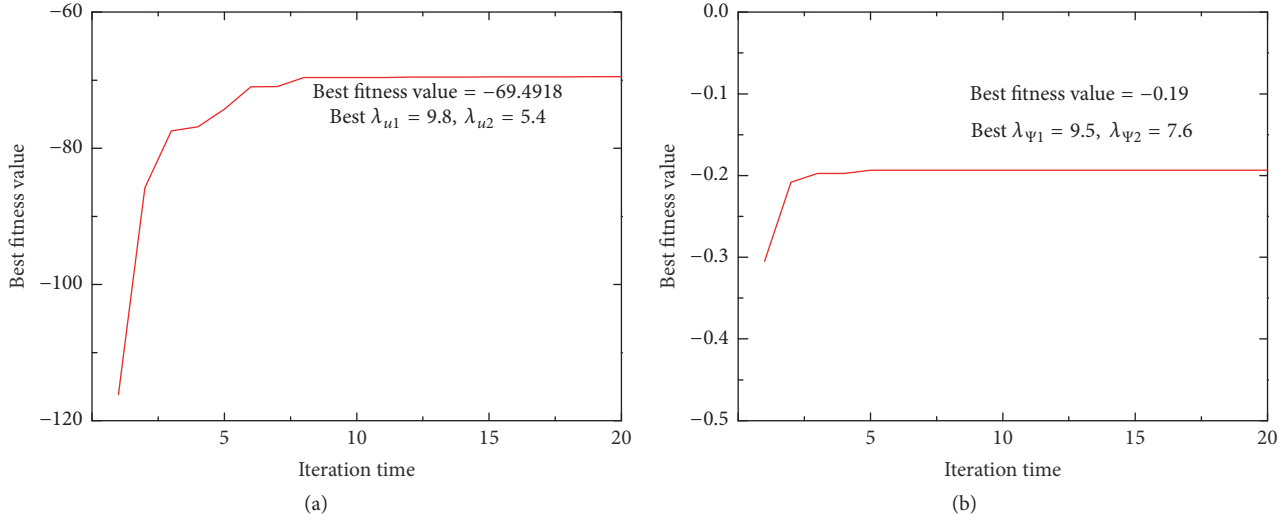 −60
−80
−100
−120
Best fitness value
Best fitness value = −69.4918
Best λu1 = 9.8, λu2 = 5.4
5
10
15
20
Iteration time
(a)
0.0
−0.1
−0.2
−0.3
−0.4
−0.5
Best fitness value
Best fitness value = −0.19
Best λΨ1 = 9.5, λΨ2 = 7.6
5
10
15
20
Iteration time
(b)